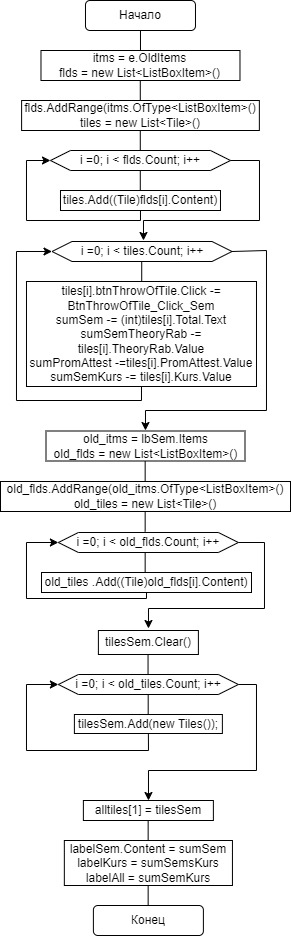 Начало
itms = e.OldItems
flds = new List<ListBoxItem>()
flds.AddRange(itms.OfType<ListBoxItem>()
tiles = new List<Tile>()
i =0; i < flds.Count; i++
tiles.Add((Tile)flds[i].Content)
i =0; i < tiles.Count; i++
tiles[i].btnThrowOfTile.Click -=
BtnThrowOfTile_Click_Sem
sumSem -= (int)tiles[i].Total.Text
sumSemTheoryRab -=
tiles[i].TheoryRab.Value
sumPromAttest -=tiles[i].PromAttest.Value
sumSemKurs -= tiles[i].Kurs.Value
old_itms = lbSem.Items
old_flds = new List<ListBoxItem>()
old_flds.AddRange(old_itms.OfType<ListBoxItem>()
old_tiles = new List<Tile>()
i =0; i < old_flds.Count; i++
old_tiles .Add((Tile)old_flds[i].Content)
tilesSem.Clear()
i =0; i < old_tiles.Count; i++
tilesSem.Add(new Tiles());
alltiles[1] = tilesSem
labelSem.Content = sumSem
labelKurs = sumSemsKurs
labelAll = sumSemKurs
Конец